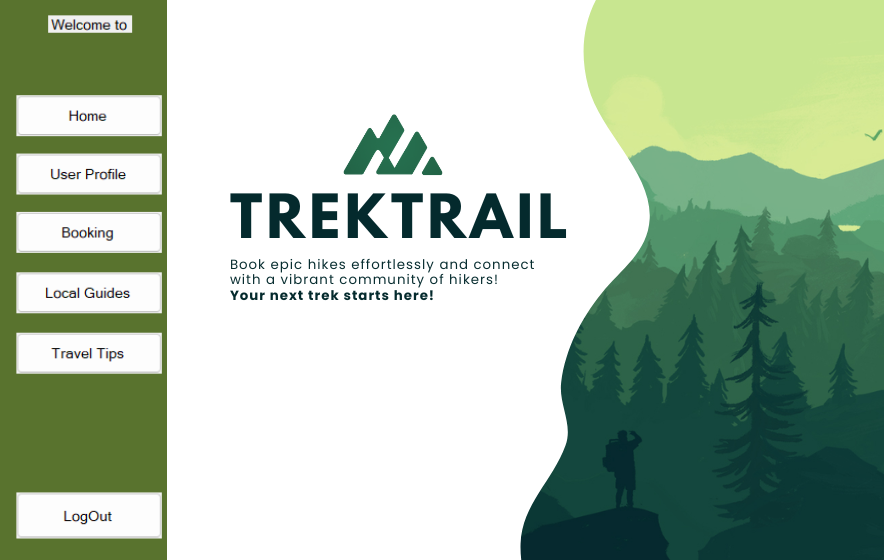 Welcome to
Home
User Profile
Booking
Local Guides
Travel Tips
LogOut
TREKTRAIL
Book epic hikes effortlessly and connect
with a vibrant community of hikers!
Your next trek starts here!